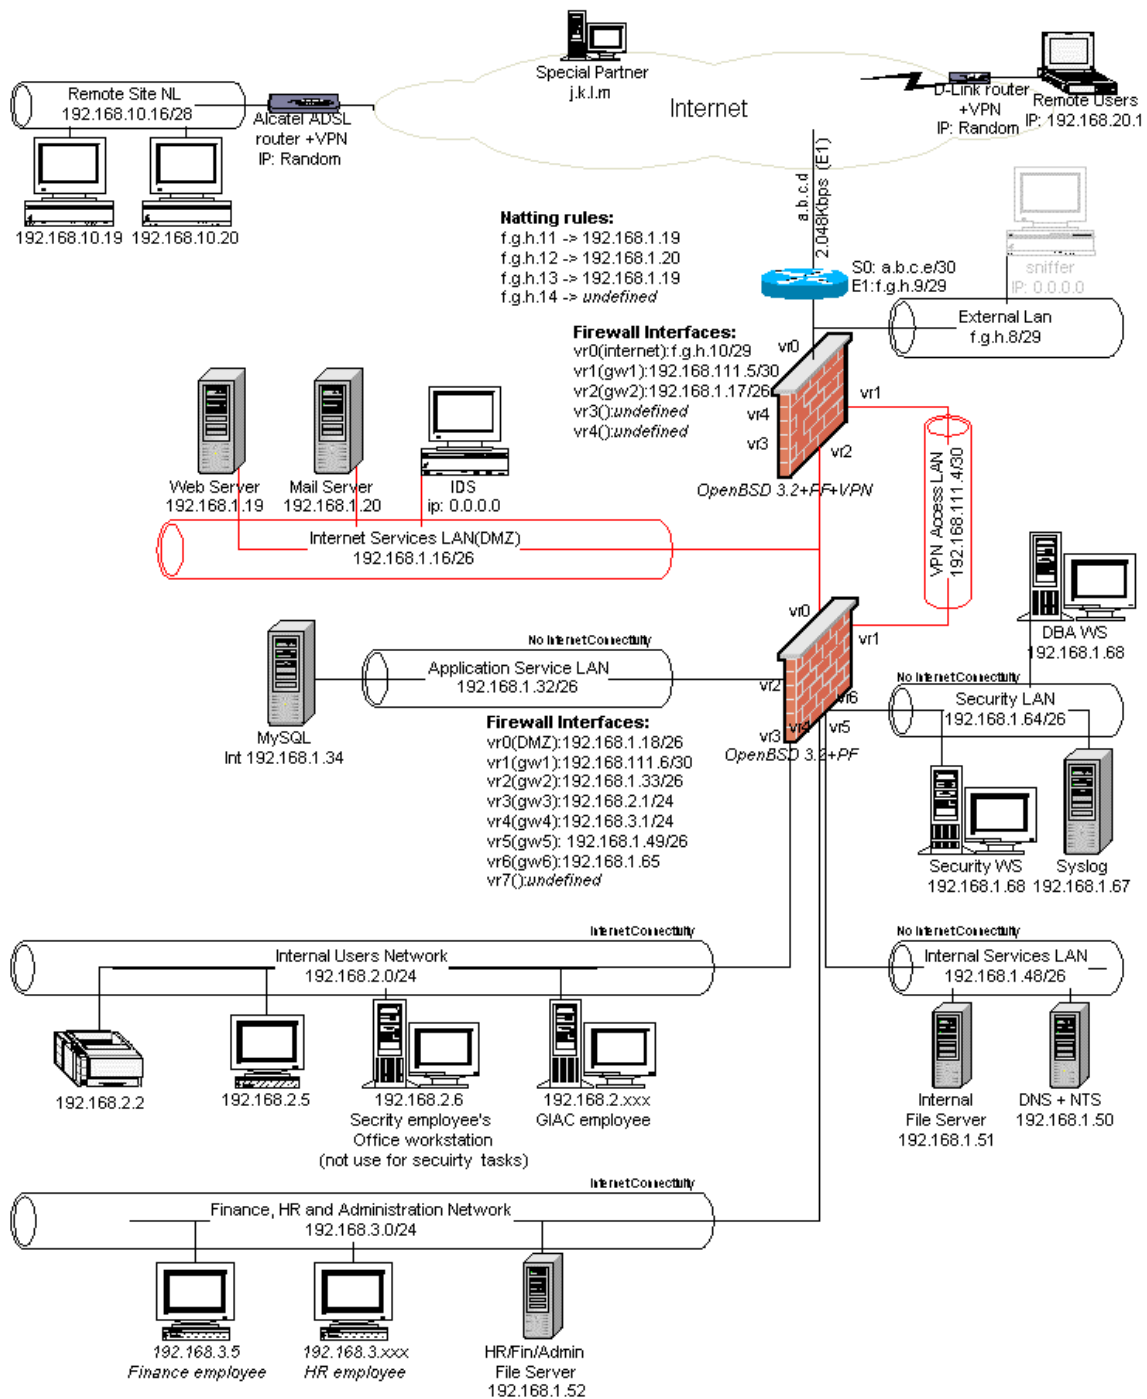 Special Partner
j.k.l.m
Internet
Remote Site NL
192.168.10.16/28
Alcatel ADSL
router +VPN
IP: Random
D-Link router
+VPN
IP: Random
Remote Users
IP: 192.168.20.1
192.168.10.19
192.168.10.20
a.b.c.d
2.048Kbps (E1)
Natting rules:
f.g.h.11 -> 192.168.1.19
f.g.h.12 -> 192.168.1.20
f.g.h.13 -> 192.168.1.19
f.g.h.14 -> undefined
S0: a.b.c.e/30
E1:f.g.h.9/29
sniffer
IP: 0.0.0.0
External Lan
f.g.h.8/29
Firewall Interfaces:
vr0(internet):f.g.h.10/29
vr1(gw1):192.168.111.5/30
vr2(gw2):192.168.1.17/26
vr3():undefined
vr4():undefined
vr0
vr1
vr4
vr3
vr2
OpenBSD 3.2+PF+VPN
VPN Access LAN
192.168.111.4/30
Web Server
192.168.1.19
Mail Server
192.168.1.20
IDS
ip: 0.0.0.0
Internet Services LAN(DMZ)
192.168.1.16/26
DBA WS
192.168.1.68
vr0
vr1
vr2
vr6
vr3
vr4
vr5
OpenBSD 3.2+PF
No Internet Connectivity
Application Service LAN
192.168.1.32/26
MySQL
Int 192.168.1.34
No Internet Connectivity
Security LAN
192.168.1.64/26
Firewall Interfaces:
vr0(DMZ):192.168.1.18/26
vr1(gw1):192.168.111.6/30
vr2(gw2):192.168.1.33/26
vr3(gw3):192.168.2.1/24
vr4(gw4):192.168.3.1/24
vr5(gw5): 192.168.1.49/26
vr6(gw6):192.168.1.65
vr7():undefined
Security WS
192.168.1.68
Syslog
192.168.1.67
Internet Connectivity
Internal Users Network
192.168.2.0/24
No Internet Connectivity
Internal Services LAN
192.168.1.48/26
192.168.2.2
192.168.2.5
192.168.2.6
Secrity employee's
Office workstation
(not use for secuirty tasks)
192.168.2.xxx
GIAC employee
Internal
File Server
192.168.1.51
DNS + NTS
192.168.1.50
Internet Connectivity
Finance, HR and Administration Network
192.168.3.0/24
192.168.3.5
Finance employee
192.168.3.xxx
HR employee
HR/Fin/Admin
File Server
192.168.1.52